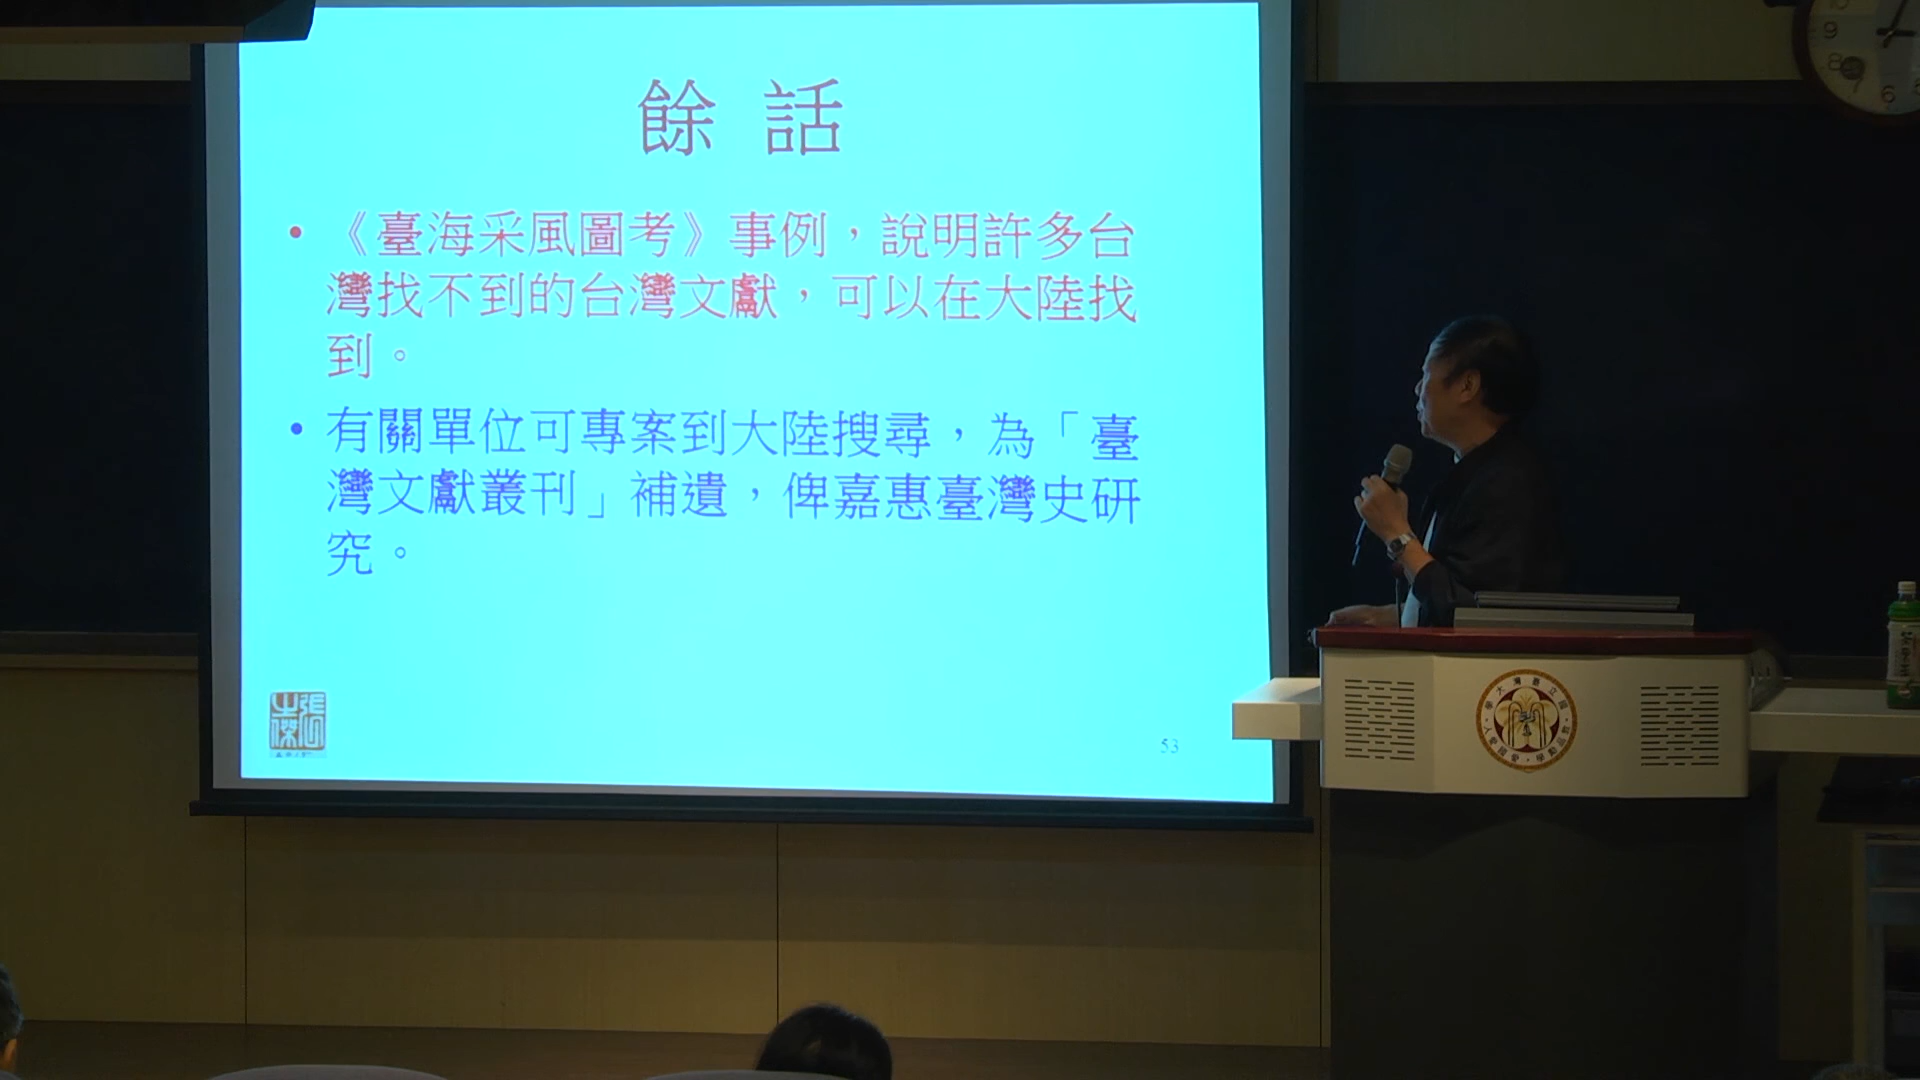 餘 話
• 《臺海采風圖考》事例，說明許多台
灣找不到的台灣文獻，可以在大陸找
到。
• 有關單位可專案到大陸搜尋，為「臺
灣文獻叢刊」補遺，俾嘉惠臺灣史研
究。
53